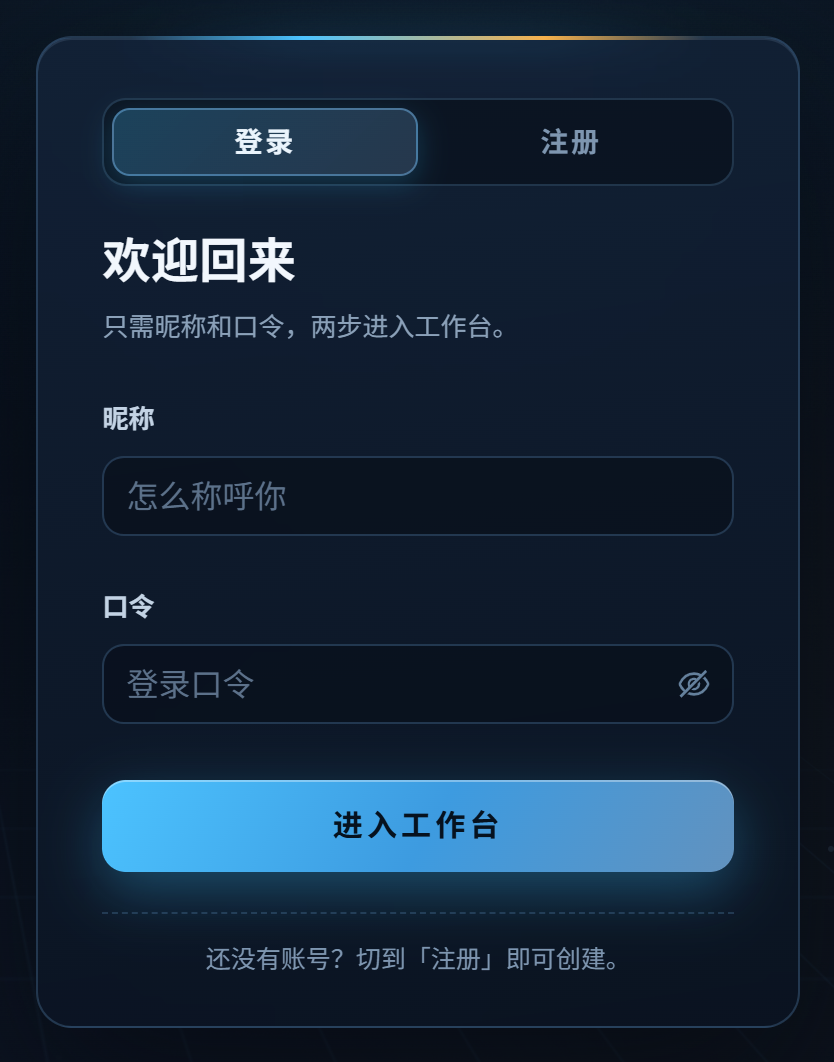 登录
注册
欢迎回来
只需昵称和口令，两步进入工作台。
昵称
怎么称呼你
口令
登录口令
进入工作台
还没有账号？切到「注册」即可创建。